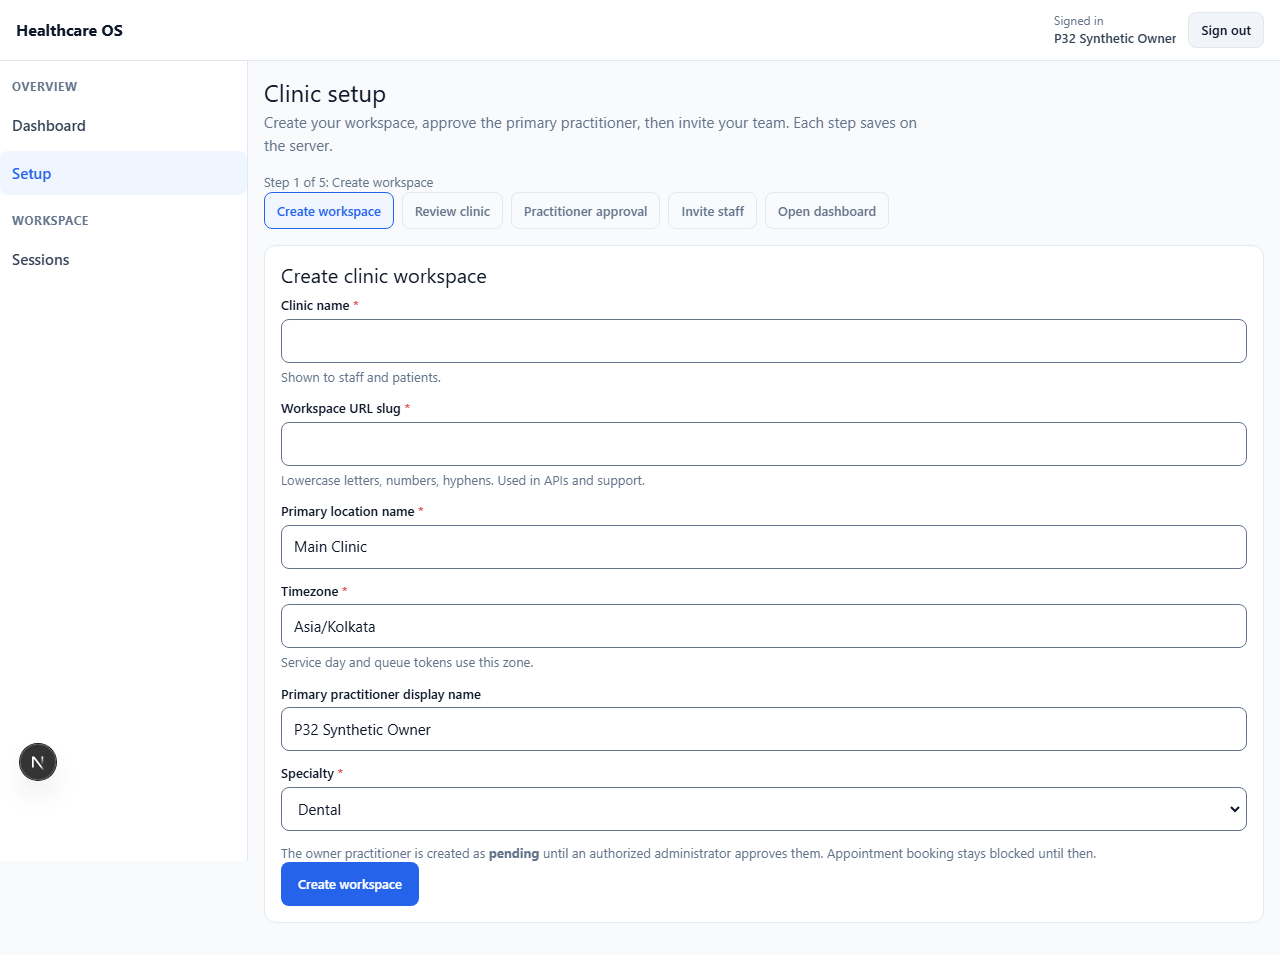 Healthcare OS
Signed in
P32 Synthetic Owner
Sign out
OVERVIEW
Dashboard
Setup
WORKSPACE
Sessions
Clinic setup
Create your workspace, approve the primary practitioner, then invite your team. Each step saves on
the server.
Step 1 of 5: Create workspace
Create workspace
Review clinic
Practitioner approval
Invite staff
Open dashboard
Create clinic workspace
Clinic name *
Shown to staff and patients.
Workspace URL slug *
Lowercase letters, numbers, hyphens. Used in APIs and support.
Primary location name *
Main Clinic
Timezone *
Asia/Kolkata
Service day and queue tokens use this zone.
Primary practitioner display name
P32 Synthetic Owner
Specialty *
Dental
The owner practitioner is created as pending until an authorized administrator approves them. Appointment booking stays blocked until then.
Create workspace
N